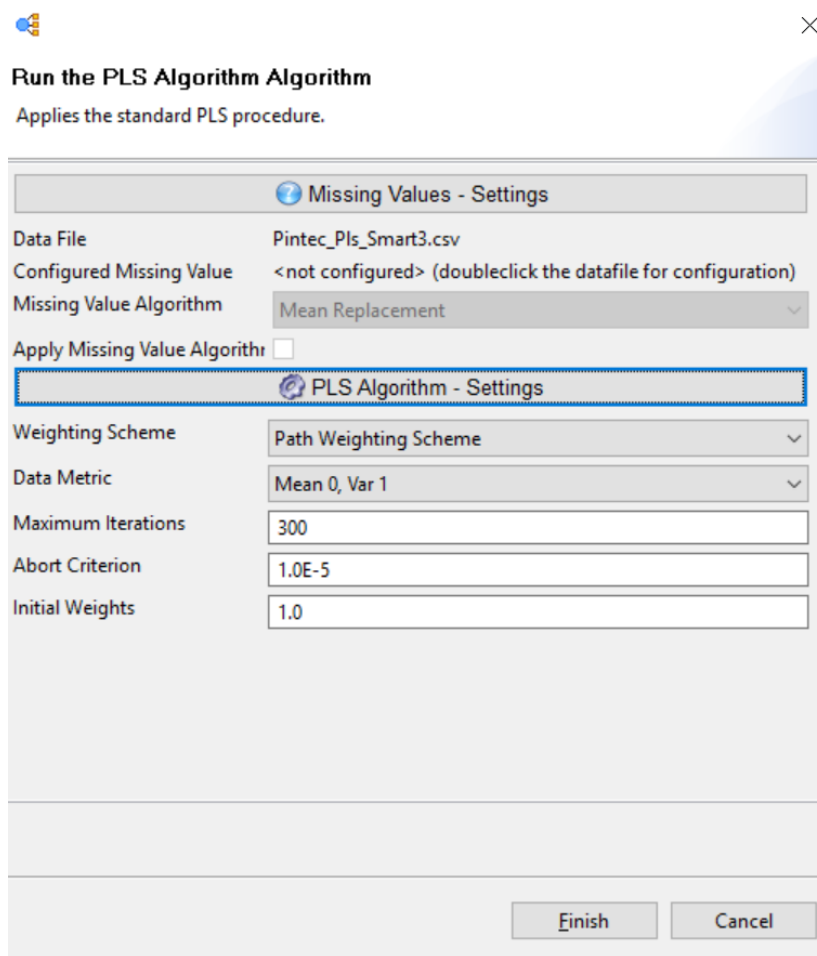 Run the PLS Algorithm Algorithm
Applies the standard PLS procedure.
Missing Values - Settings
Data File Pintec_Pls_Smart3.csv
Configured Missing Value <not configured> (doubleclick the datafile for configuration)
Missing Value Algorithm Mean Replacement
Apply Missing Value Algorithr
PLS Algorithm - Settings
Weighting Scheme Path Weighting Scheme
Data Metric Mean 0, Var 1
Maximum Iterations 300
Abort Criterion 1.0E-5
Initial Weights 1.0
Finish Cancel